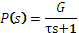 P(s) = G / (τs+1)